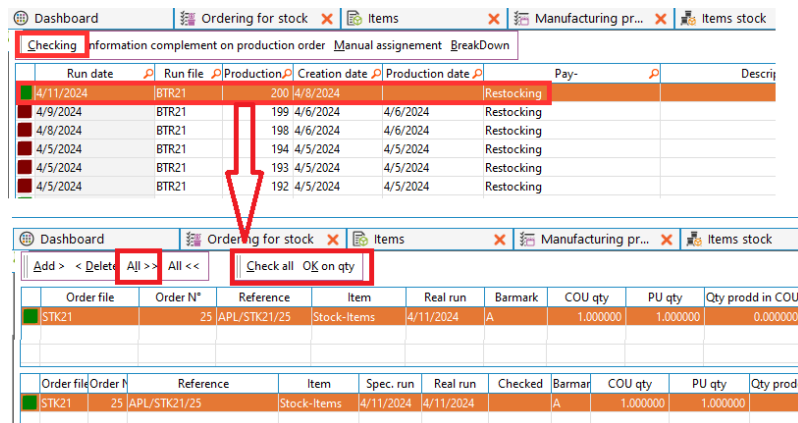 Dashboard Ordering for stock Items Manufacturing pr... Items stock
Checking nformation complement on production order Manual assignement BreakDown
Run date Run file Production Creation date Production date Pay- Descrip
4/11/2024 BTR21 200 4/8/2024 Restocking
4/9/2024 BTR21 199 4/6/2024 4/6/2024 Restocking
4/8/2024 BTR21 198 4/6/2024 4/6/2024 Restocking
4/5/2024 BTR21 194 4/5/2024 4/5/2024 Restocking
4/5/2024 BTR21 193 4/5/2024 4/5/2024 Restocking
4/5/2024 BTR21 192 4/5/2024 4/5/2024 Restocking
Dashboard Ordering for stock Items Manufacturing pr... Items stock
Add > < Delete All >> All << Check all OK on qty
Order file Order N° Reference Item Real run Barmark COU qty PU qty Qty prodd in COU
STK21 25 APL/STK21/25 Stock-Items 4/11/2024 A 1.000000 1.000000 0.000000
Order file Order N Reference Item Spec. run Real run Checked Barmar COU qty PU qty Qty prod
STK21 25 APL/STK21/25 Stock-Items 4/11/2024 4/11/2024 A 1.000000 1.000000